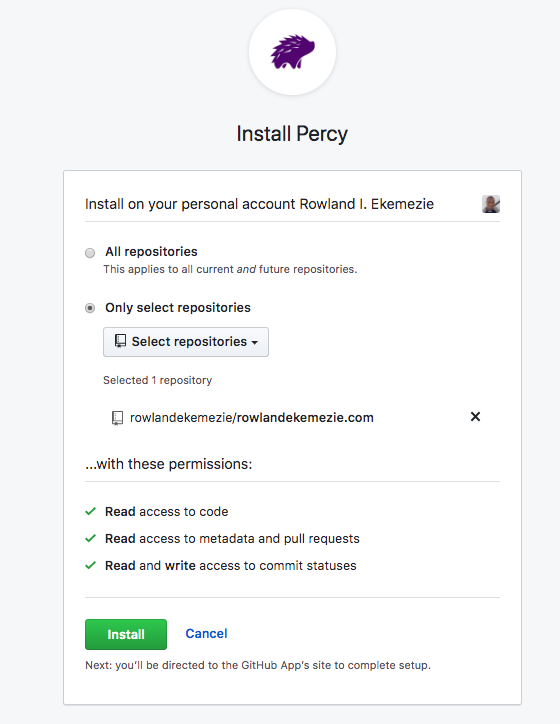 Install Percy
Install on your personal account Rowland I. Ekemezie
All repositories
This applies to all current and future repositories.
Only select repositories
Select repositories
Selected 1 repository
rowlandekemezie/rowlandekemezie.com
...with these permissions:
Read access to code
Read access to metadata and pull requests
Read and write access to commit statuses
Install Cancel
Next: you'll be directed to the GitHub App's site to complete setup.